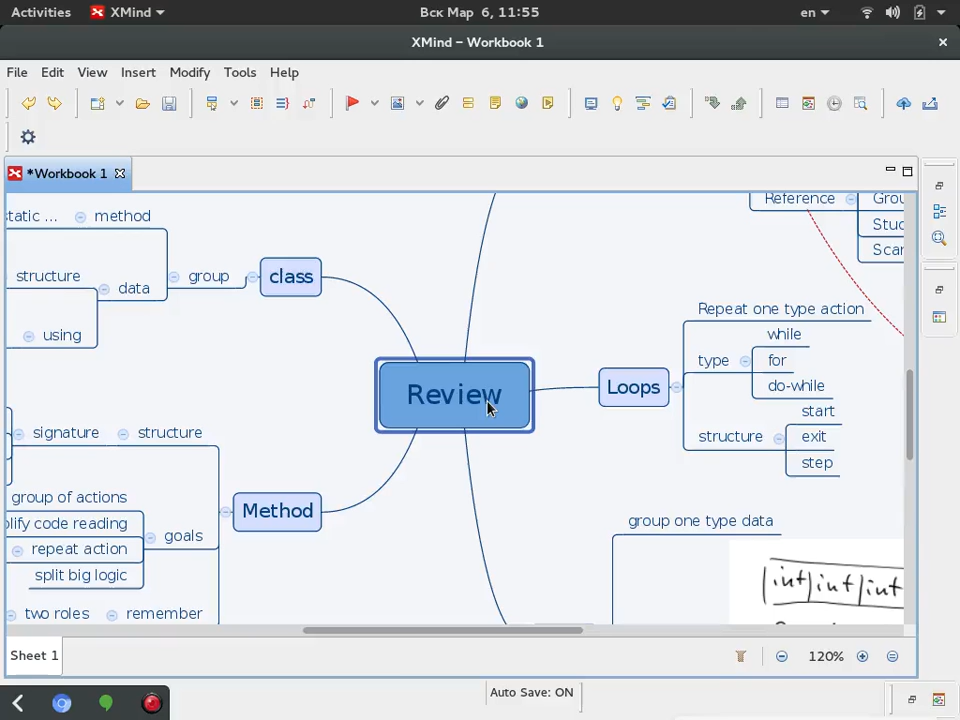 Activities XMind Вск Мар 6, 11:55 en
XMind – Workbook 1
File Edit View Insert Modify Tools Help
*Workbook 1
static ... method
structure
data
group
class
using
Reference
Repeat one type action
while
type for
do-while
Loops
start
structure exit
step
Review
signature structure
group of actions
repeat action
split big logic
goals
Method
two roles remember
group one type data
int int int
Sheet 1
120%
Auto Save: ON